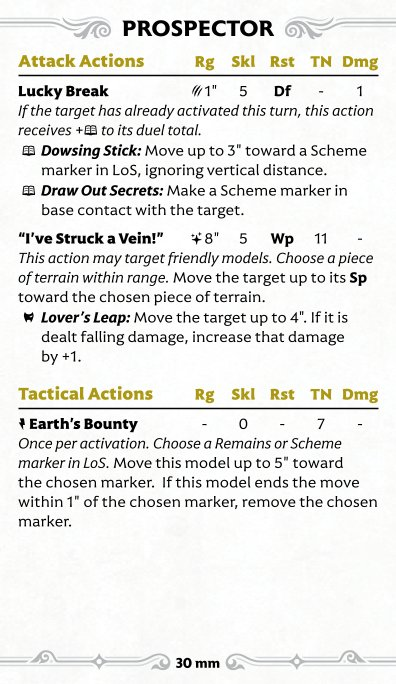 PROSPECTOR
Attack Actions Rg Skl Rst TN Dmg
Lucky Break 1" 5 Df - 1
If the target has already activated this turn, this action
receives + to its duel total.
Dowsing Stick: Move up to 3" toward a Scheme
marker in LoS, ignoring vertical distance.
Draw Out Secrets: Make a Scheme marker in
base contact with the target.
“I’ve Struck a Vein!” 8" 5 Wp 11 -
This action may target friendly models. Choose a piece
of terrain within range. Move the target up to its Sp
toward the chosen piece of terrain.
Lover’s Leap: Move the target up to 4". If it is
dealt falling damage, increase that damage
by +1.
Tactical Actions Rg Skl Rst TN Dmg
Earth’s Bounty - 0 - 7 -
Once per activation. Choose a Remains or Scheme
marker in LoS. Move this model up to 5" toward
the chosen marker. If this model ends the move
within 1" of the chosen marker, remove the chosen
marker.
30 mm